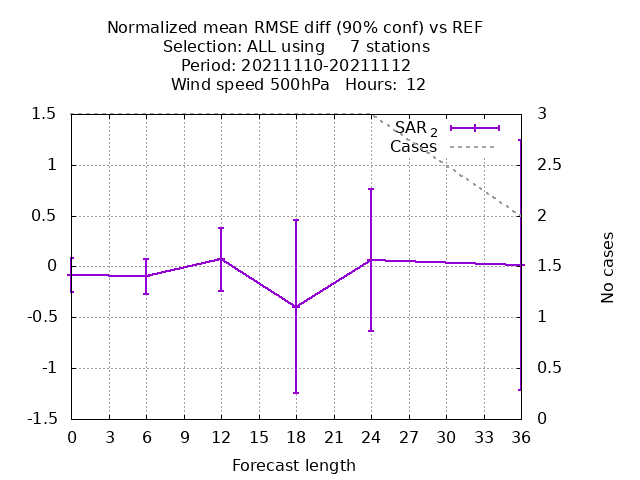 Normalized mean RMSE diff (90% conf) vs REF
Selection: ALL using     7 stations
Period: 20211110-20211112
Wind speed 500hPa   Hours:  12
SAR 2
Cases
1.5
1
0.5
0
-0.5
-1
-1.5
3
2.5
2
1.5
1
0.5
0
No cases
0 3 6 9 12 15 18 21 24 27 30 33 36
Forecast length